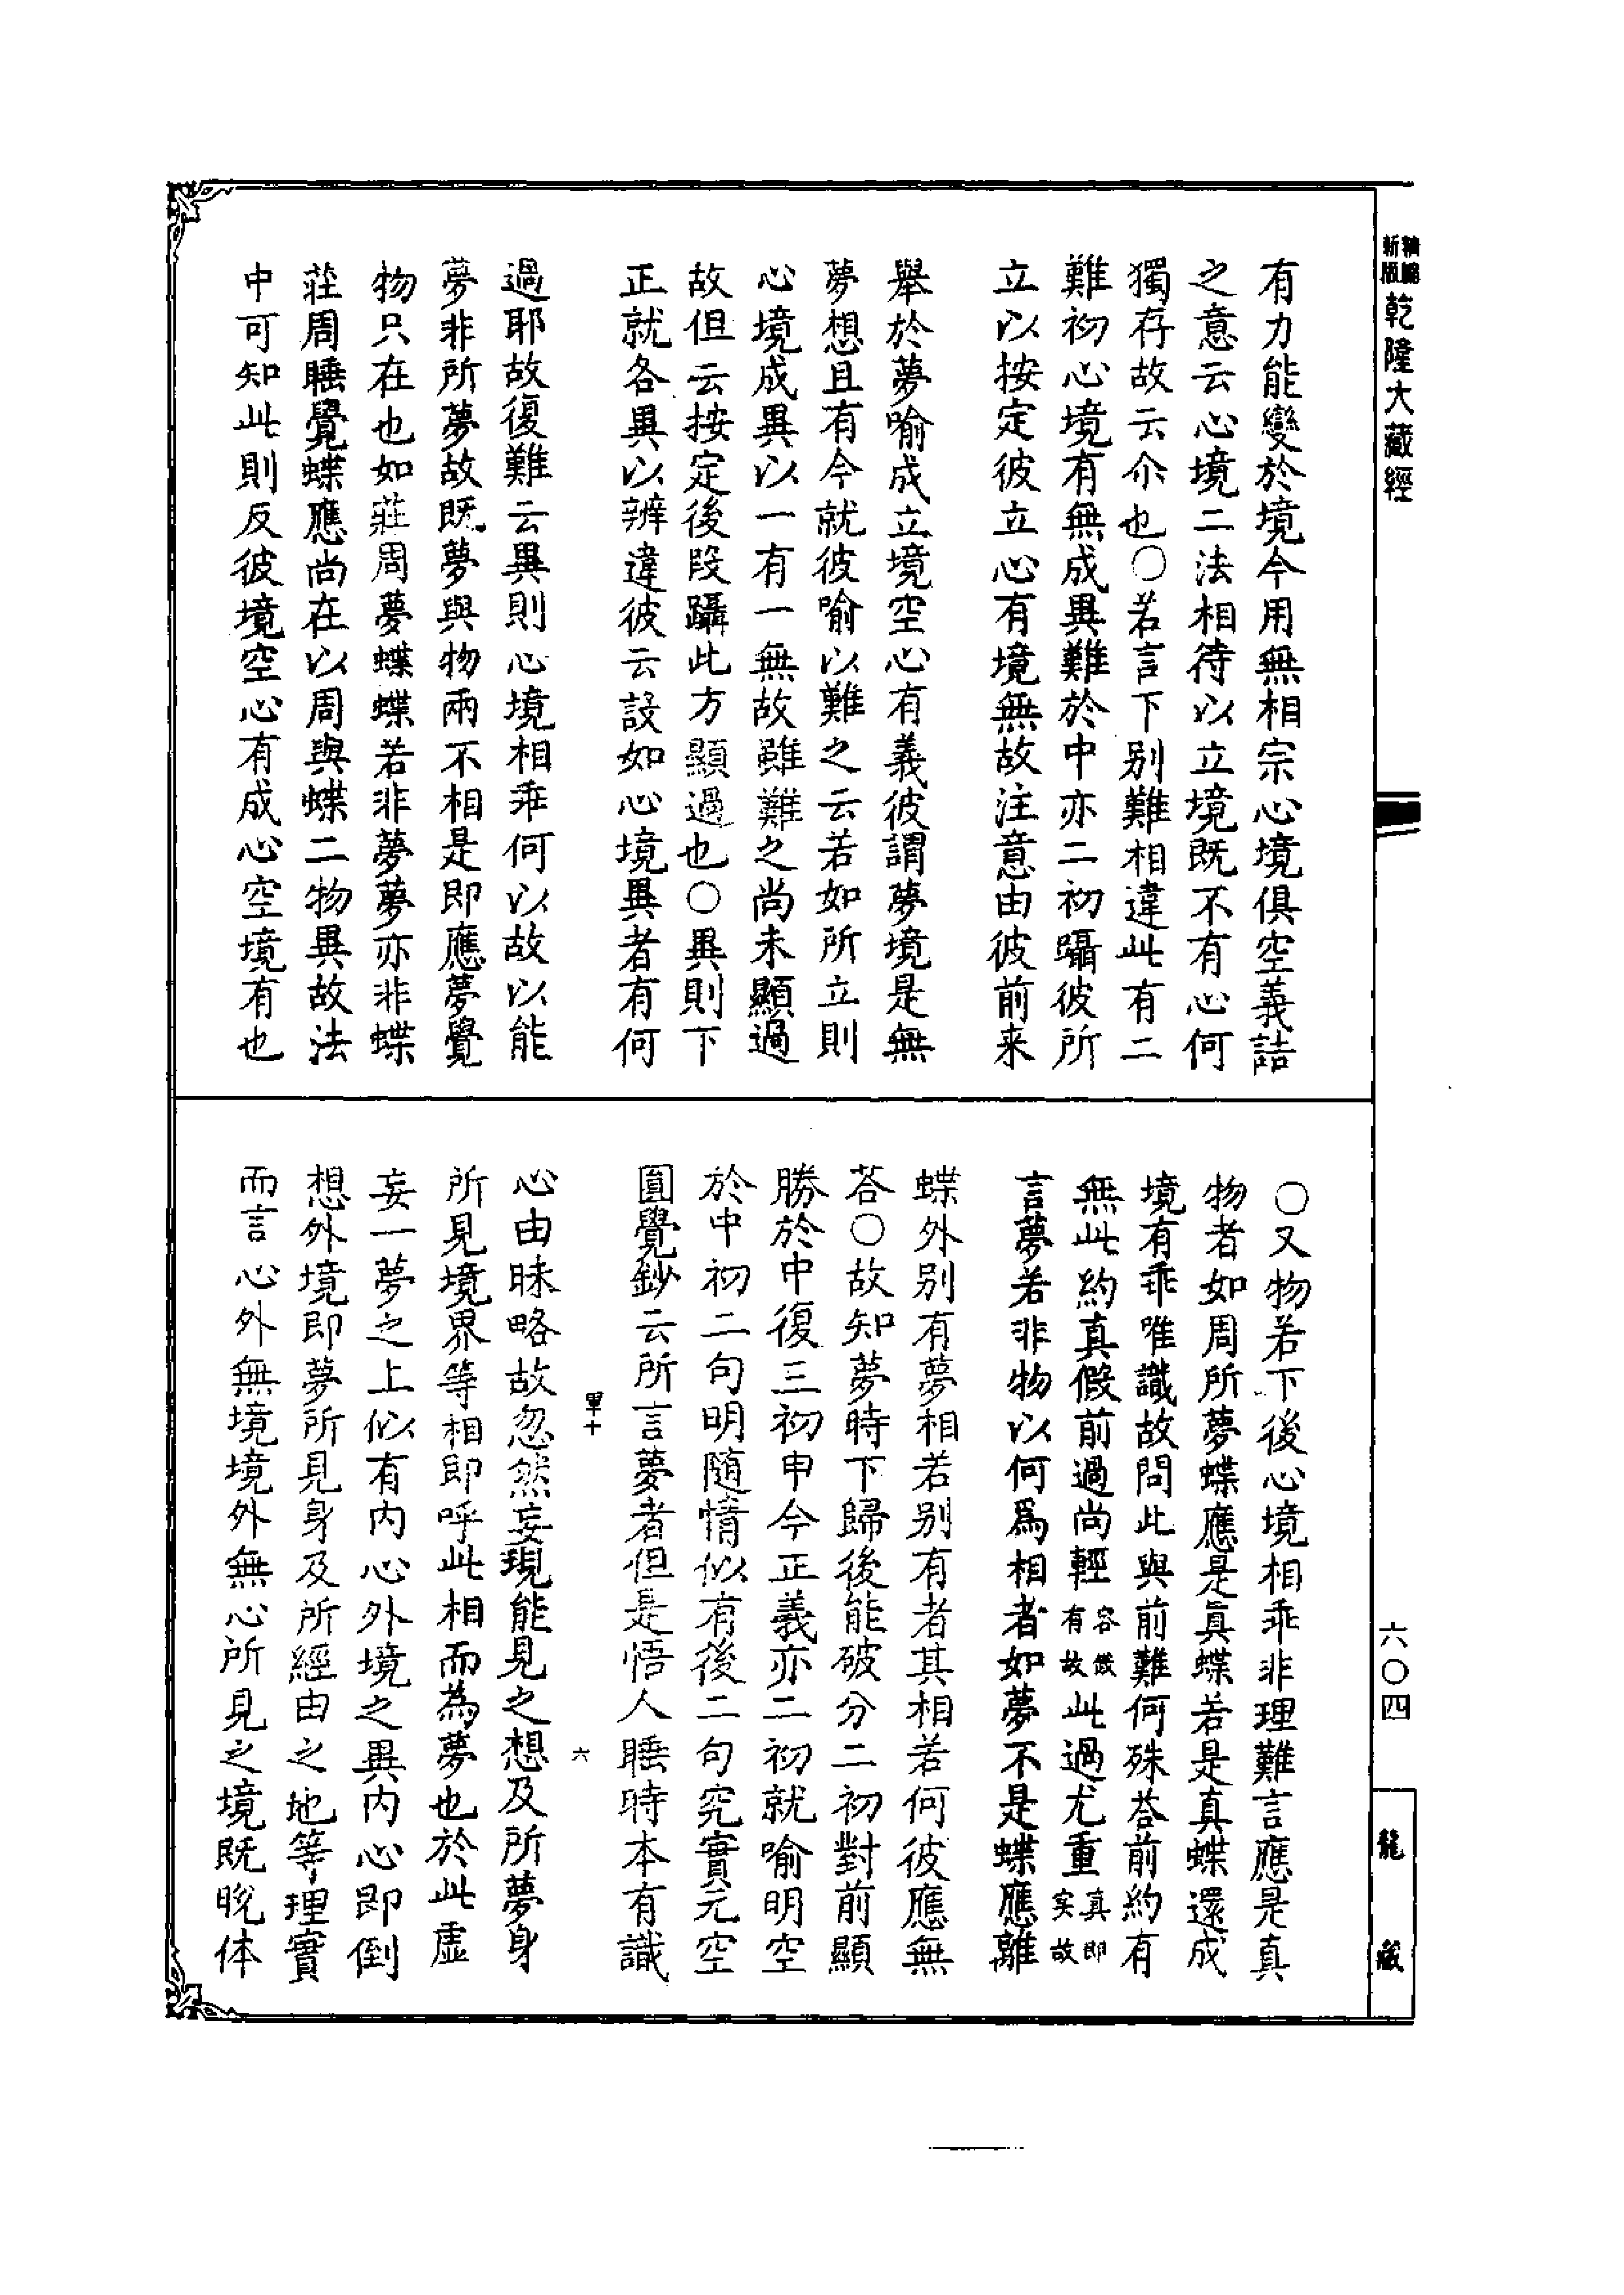 新版
精編
乾隆大藏經
有力能變於境今用無相宗心境俱空義詰
之意云心境二法相待以立境既不有心何
獨存故云尒也〇若言下別難相違此有二
難初心境有無成異難於中亦二初躡彼所
立以按定彼立心有境無故注意由彼前来
舉於夢喻成立境空心有義彼謂夢境是無
夢想且有今就彼喻以難之云若如所立則
心境成異以一有一無故雖難之尚未顯過
故但云按定後段躡此方顯過也〇異則下
正就各異以辨違彼云設如心境異者有何
過耶故復難云異則心境相乖何以故以能
夢非所夢故既夢與物兩不相是即應夢覺
物只在也如莊周夢蝶蝶若非夢夢亦非蝶
莊周睡覺蝶應尚在以周與蝶二物異故法
中可知此則反彼境空心有成心空境有也
〇又物若下後心境相乖非理難言應是真
物者如周所夢蝶應是真蝶若是真蝶還成
境有乖唯識故問此與前難何殊荅前約有
無此約真假前過尚輕容微有故此過尤重真即实故
言夢若非物以何爲相者如夢不是蝶應離
蝶外別有夢相若別有者其相若何彼應無
荅〇故知夢時下歸後能破分二初對前顯
勝於中復三初申今正義亦二初就喻明空
於中初二句明隨情似有後二句究實元空
圓覺鈔云所言夢者但是悟人睡時本有識
單十
六
心由昧略故忽然妄現能見之想及所夢身
所見境界等相即呼此相而為夢也於此虛
妄一夢之上似有内心外境之異内心即倒
想外境即夢所見身及所經由之地等理實
而言心外無境境外無心所見之境既晄体
六〇四
龍藏